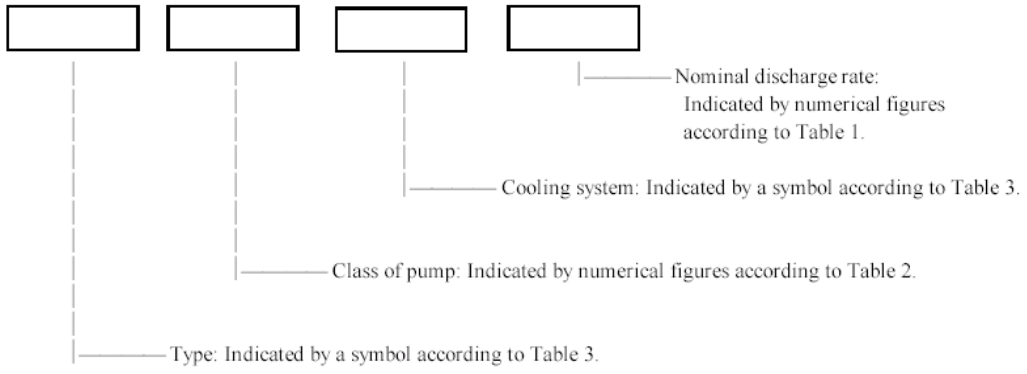 Nominal discharge rate:
Indicated by numerical figures
according to Table 1.
Cooling system: Indicated by a symbol according to Table 3.
Class of pump: Indicated by numerical figures according to Table 2.
Type: Indicated by a symbol according to Table 3.